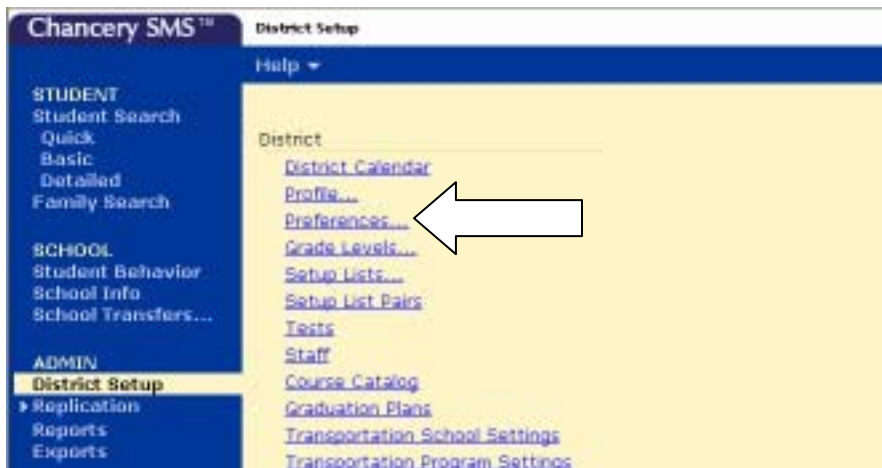 Chancery SMS™
District Setup
Help
STUDENT
Student Search
Quick
Basic
Detailed
Family Search
SCHOOL
Student Behavior
School Info
School Transfers...
ADMIN
District Setup
Replication
Reports
Exports
District
District Calendar
Profile...
Preferences...
Grade Levels...
Setup Lists...
Setup List Pairs
Tests
Staff
Course Catalog
Graduation Plans
Transportation School Settings
Transportation Program Settings